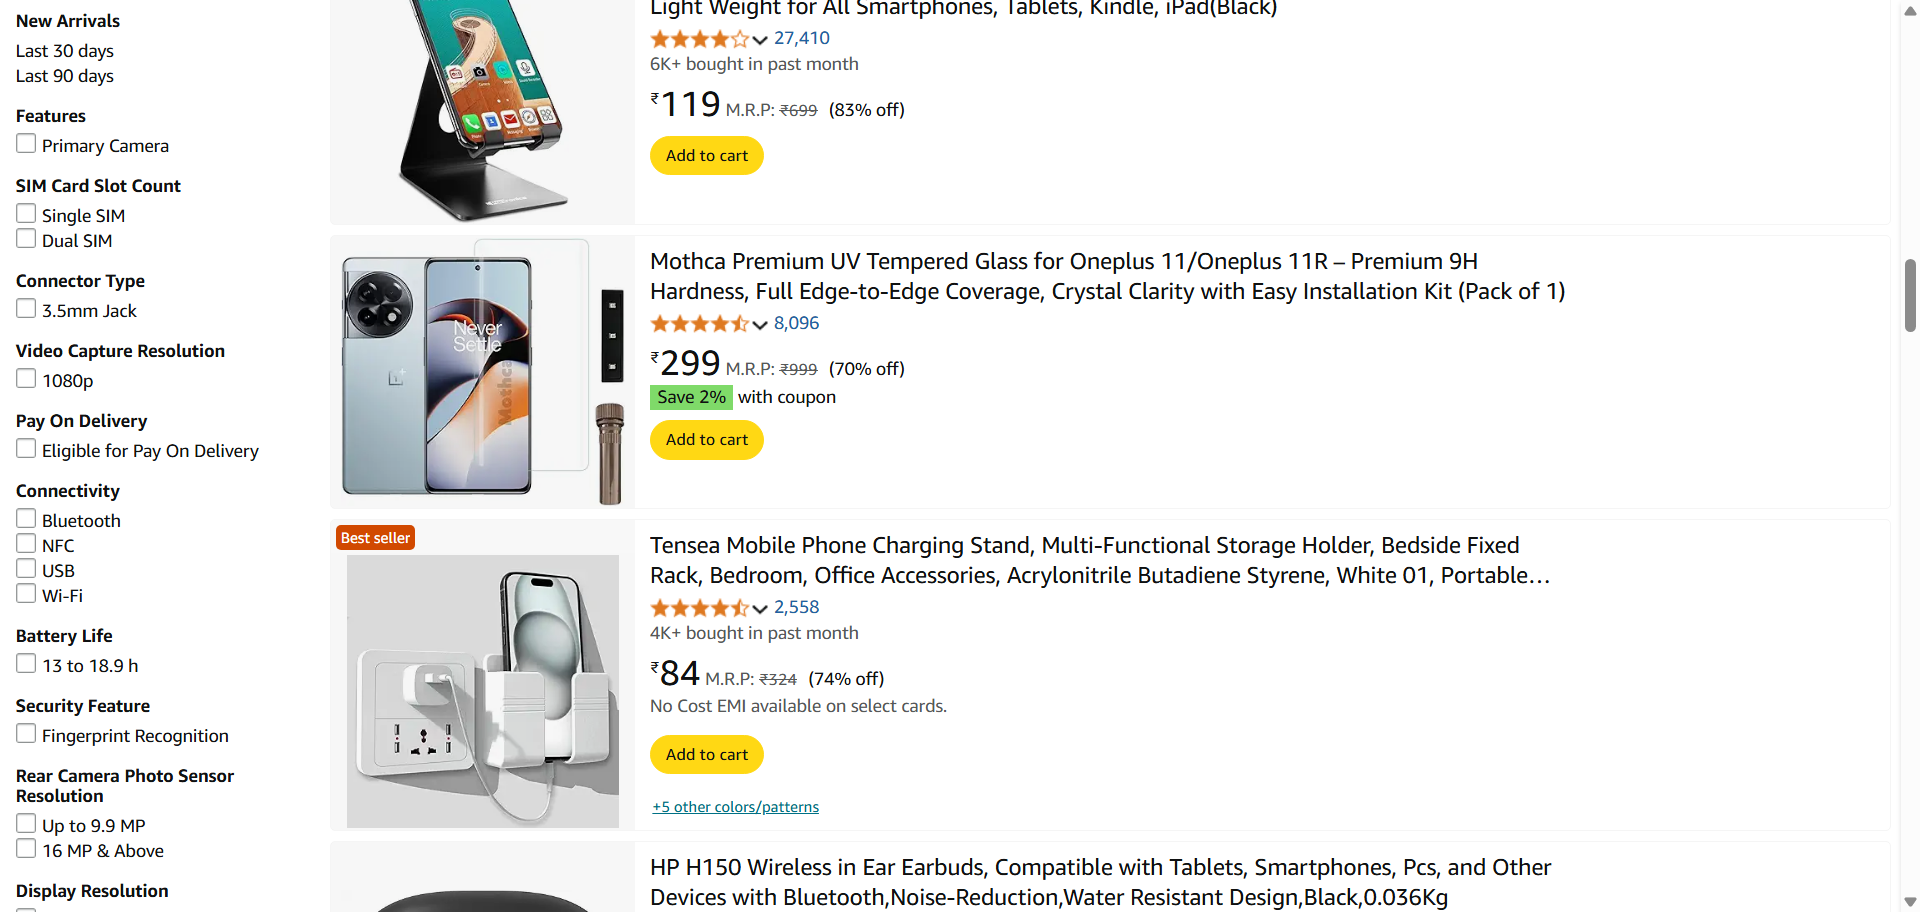 New Arrivals
Last 30 days
Last 90 days
Features
Primary Camera
SIM Card Slot Count
Single SIM
Dual SIM
Connector Type
3.5mm Jack
Video Capture Resolution
1080p
Pay On Delivery
Eligible for Pay On Delivery
Connectivity
Bluetooth
NFC
USB
Wi-Fi
Battery Life
13 to 18.9 h
Security Feature
Fingerprint Recognition
Rear Camera Photo Sensor
Resolution
Up to 9.9 MP
16 MP & Above
Display Resolution
Light Weight for All Smartphones, Tablets, Kindle, iPad(Black)
27,410
6K+ bought in past month
₹119 M.R.P: ₹699 (83% off)
Add to cart
Never
Settle
Mothca
Mothca Premium UV Tempered Glass for Oneplus 11/Oneplus 11R – Premium 9H
Hardness, Full Edge-to-Edge Coverage, Crystal Clarity with Easy Installation Kit (Pack of 1)
8,096
₹299 M.R.P: ₹999 (70% off)
Save 2% with coupon
Add to cart
Best seller
Tensea Mobile Phone Charging Stand, Multi-Functional Storage Holder, Bedside Fixed
Rack, Bedroom, Office Accessories, Acrylonitrile Butadiene Styrene, White 01, Portable…
2,558
4K+ bought in past month
₹84 M.R.P: ₹324 (74% off)
No Cost EMI available on select cards.
Add to cart
+5 other colors/patterns
HP H150 Wireless in Ear Earbuds, Compatible with Tablets, Smartphones, Pcs, and Other
Devices with Bluetooth,Noise-Reduction,Water Resistant Design,Black,0.036Kg